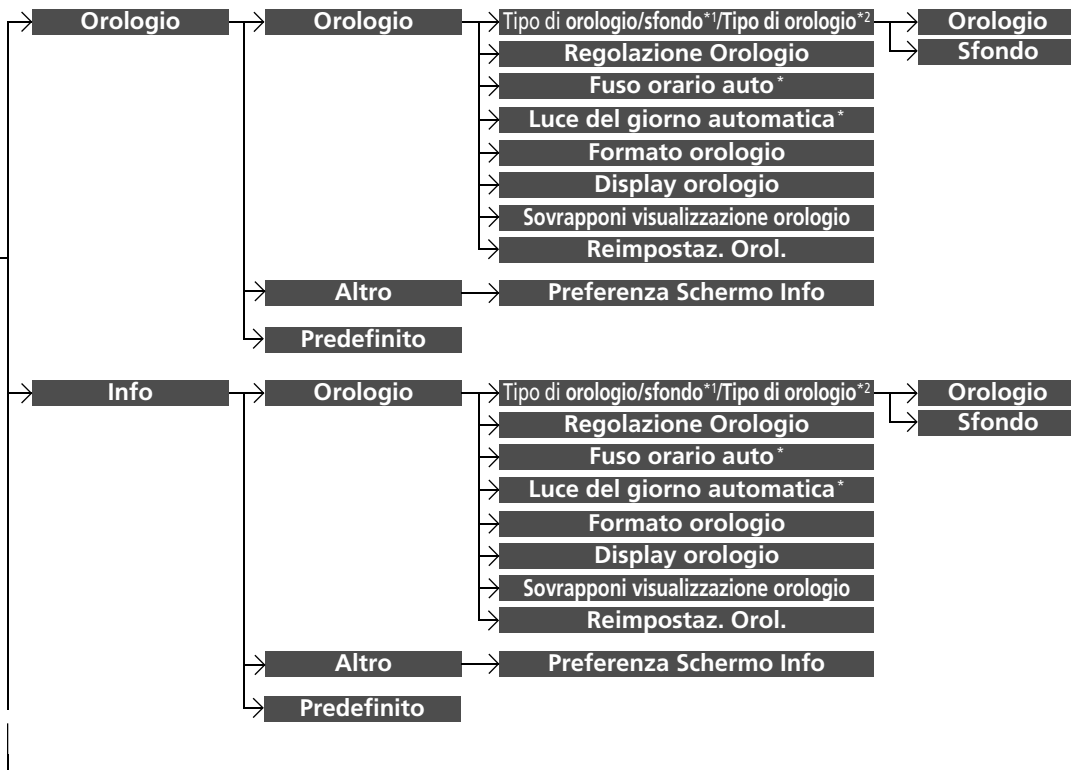 Orologio Orologio Tipo di orologio/sfondo*1/Tipo di orologio*2 Orologio
Regolazione Orologio Sfondo
Fuso orario auto*
Luce del giorno automatica*
Formato orologio
Display orologio
Sovrapponi visualizzazione orologio
Reimpostaz. Orol.
Altro Preferenza Schermo Info
Predefinito
Info Orologio Tipo di orologio/sfondo*1/Tipo di orologio*2 Orologio
Regolazione Orologio Sfondo
Fuso orario auto*
Luce del giorno automatica*
Formato orologio
Display orologio
Sovrapponi visualizzazione orologio
Reimpostaz. Orol.
Altro Preferenza Schermo Info
Predefinito